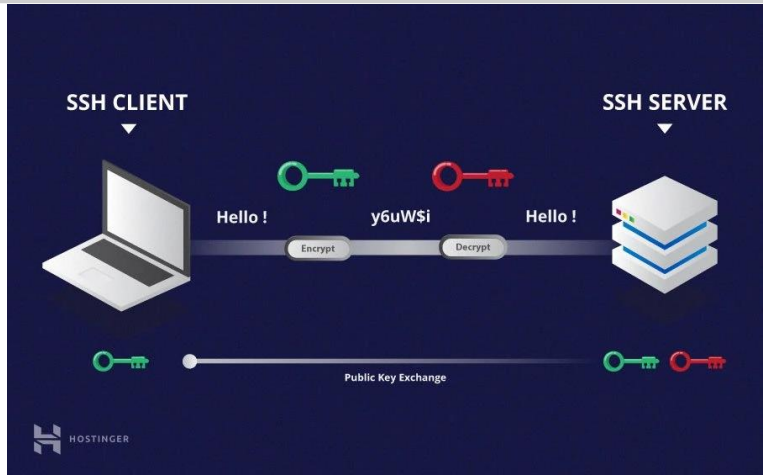 SSH CLIENT
SSH SERVER
Hello !
y6uW$i
Hello !
Encrypt
Decrypt
Public Key Exchange
HOSTINGER